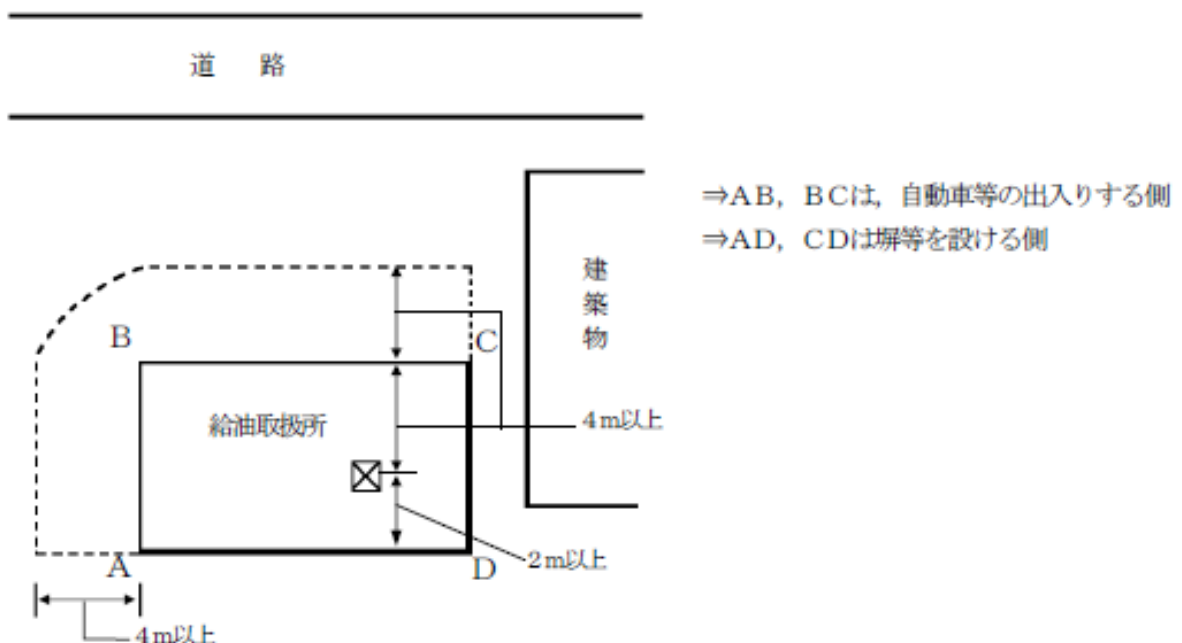 道　路
⇒AB，BCは，自動車等の出入りする側
⇒AD，CDは塀等を設ける側
建築物
B
C
給油取扱所
4m以上
2m以上
A
D
4m以上